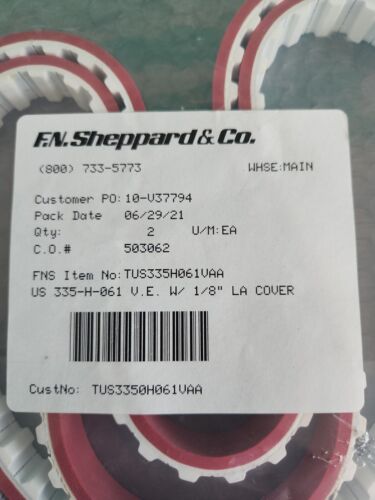 F.N. Sheppard & Co.
(800) 733-5773 WHSE:MAIN
Customer PO: 10-V37794
Pack Date 06/29/21
Qty: 2 U/M:EA
C.O.# 503062
FNS Item No: TUS335H061VAA
US 335-H-061 V.E. W/ 1/8" LA COVER
CustNo: TUS3350H061VAA